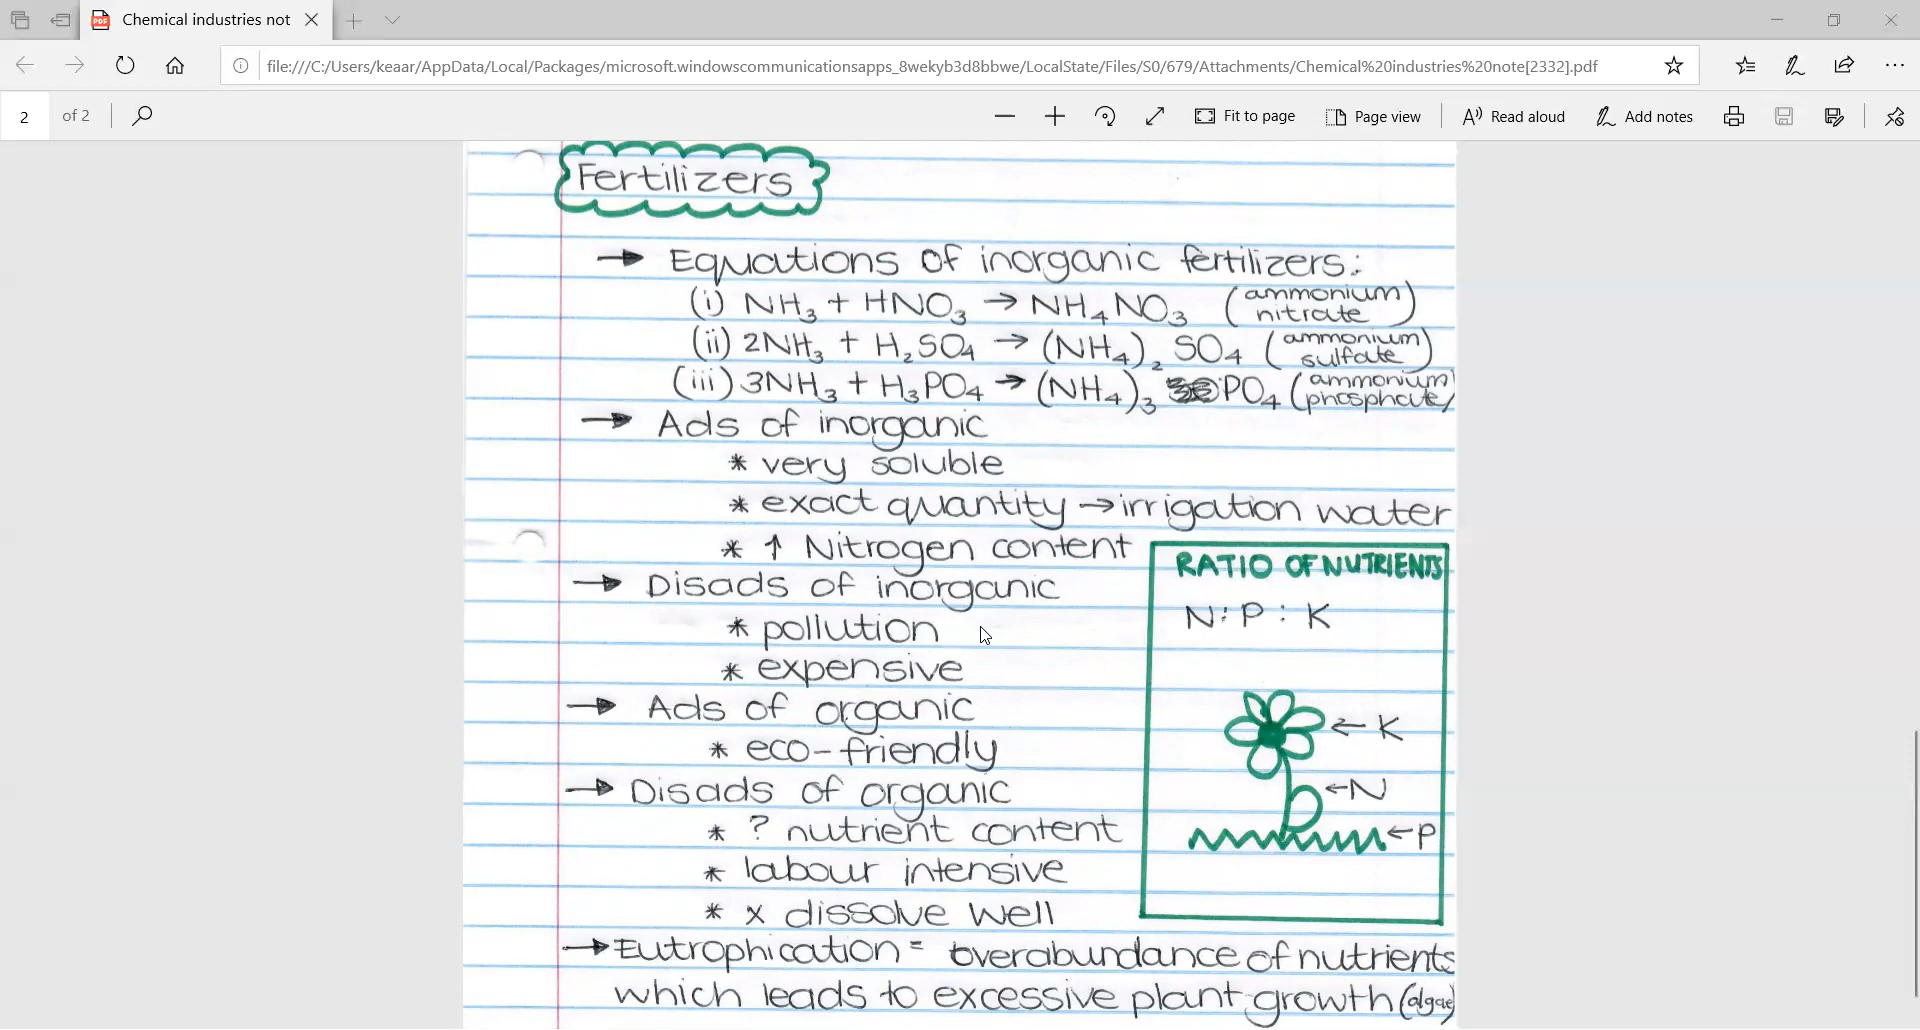 Chemical industries not
file:///C:/Users/keaar/AppData/Local/Packages/microsoft.windowscommunicationsapps_8wekyb3d8bbwe/LocalState/Files/S0/679/Attachments/Chemical%20industries%20note[2332].pdf
2 of 2 Fit to page Page view Read aloud Add notes
Fertilizers
→ Equations of inorganic fertilizers:
(i) NH₃ + HNO₃ → NH₄NO₃ (ammonium nitrate)
(ii) 2NH₃ + H₂SO₄ → (NH₄)₂SO₄ (ammonium sulfate)
(iii) 3NH₃ + H₃PO₄ → (NH₄)₃ PO₄ (ammonium phosphate)
→ Ads of inorganic
* very soluble
* exact quantity → irrigation water
* ↑ Nitrogen content
→ Disads of inorganic
* pollution
* expensive
→ Ads of organic
* eco-friendly
→ Disads of organic
* ? nutrient content
* labour intensive
* x dissolve well
RATIO OF NUTRIENTS
N : P : K
← K
← N
← P
→ Eutrophication = overabundance of nutrients
which leads to excessive plant growth (algae)